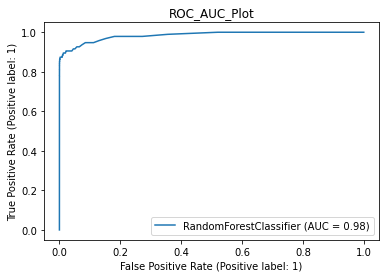 ROC_AUC_Plot
1.0
0.8
0.6
0.4
0.2
0.0
True Positive Rate (Positive label: 1)
RandomForestClassifier (AUC = 0.98)
0.0 0.2 0.4 0.6 0.8 1.0
False Positive Rate (Positive label: 1)